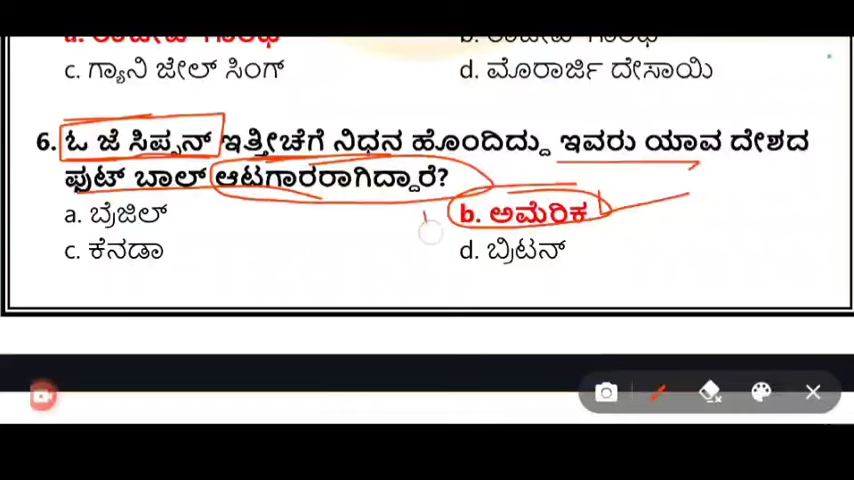 c. ಗ್ಯಾನಿ ಜೇಲ್ ಸಿಂಗ್
d. ಮೊರಾರ್ಜಿ ದೇಸಾಯಿ
6. ಓ ಜೆ ಸಿಪ್ಸನ್ ಇತ್ತೀಚೆಗೆ ನಿಧನ ಹೊಂದಿದ್ದು ಇವರು ಯಾವ ದೇಶದ
ಫುಟ್ ಬಾಲ್ ಆಟಗಾರರಾಗಿದ್ದಾರೆ?
a. ಬ್ರೆಜಿಲ್
b. ಅಮೆರಿಕ
c. ಕೆನಡಾ
d. ಬ್ರಿಟನ್